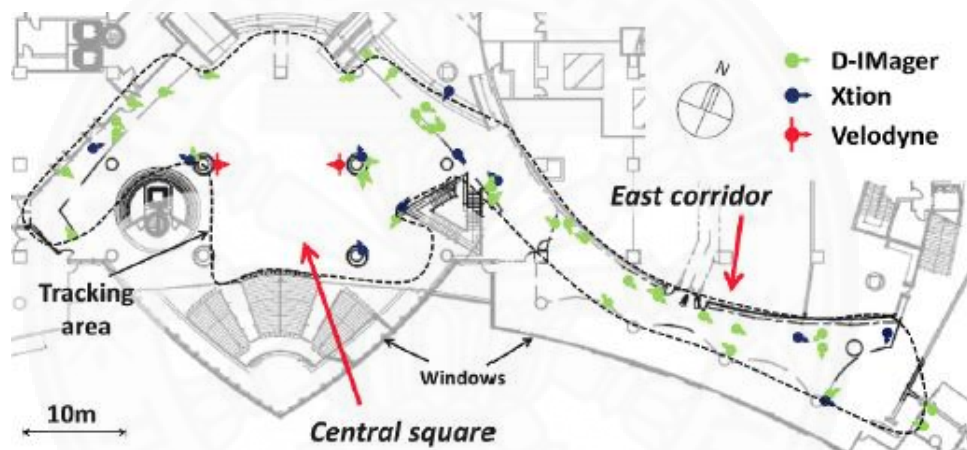 N
D-IMager
Xtion
Velodyne
East corridor
Tracking
area
Windows
10m
Central square